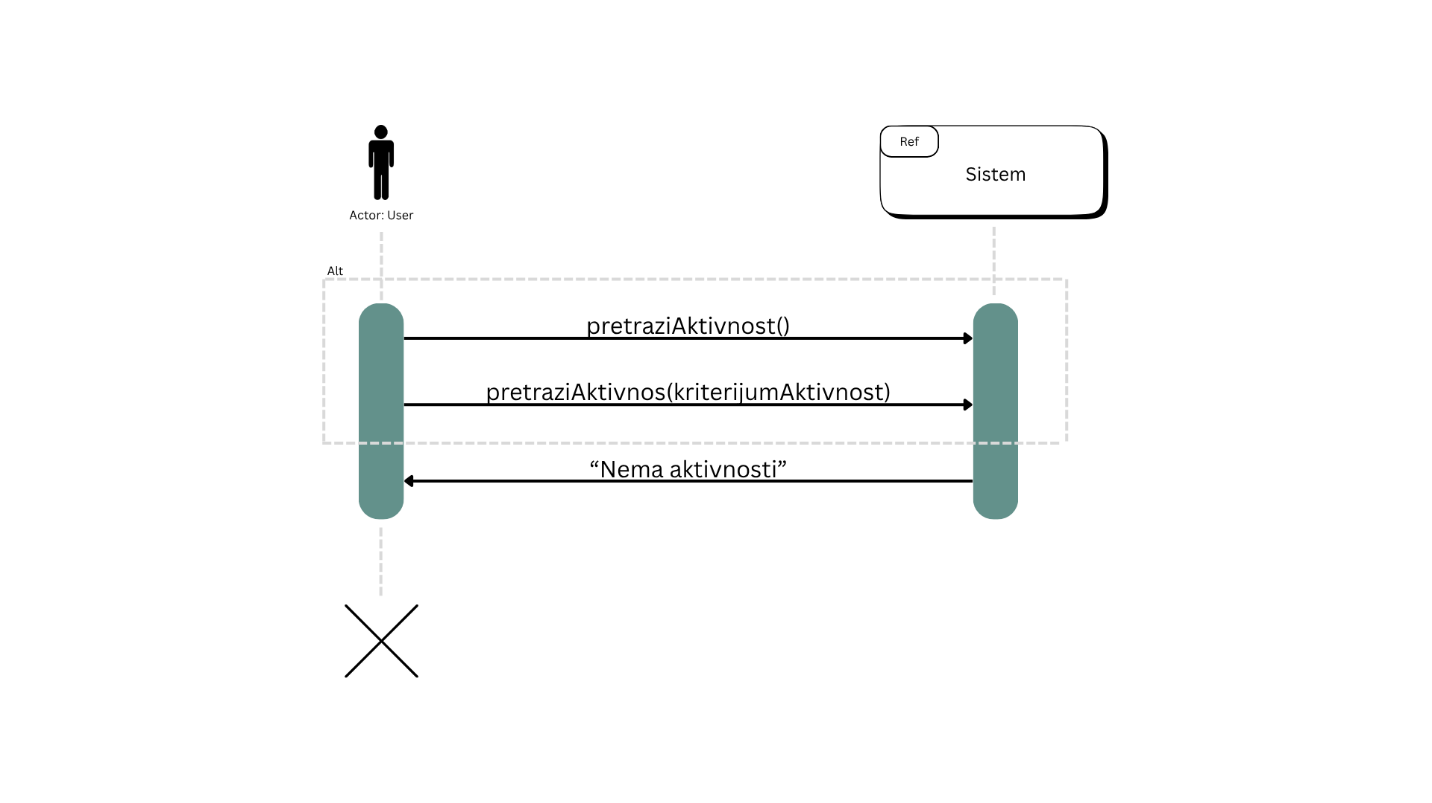 Ref
Sistem
Actor: User
Alt
pretraziAktivnost()
pretraziAktivnos(kriterijumAktivnost)
“Nema aktivnosti”